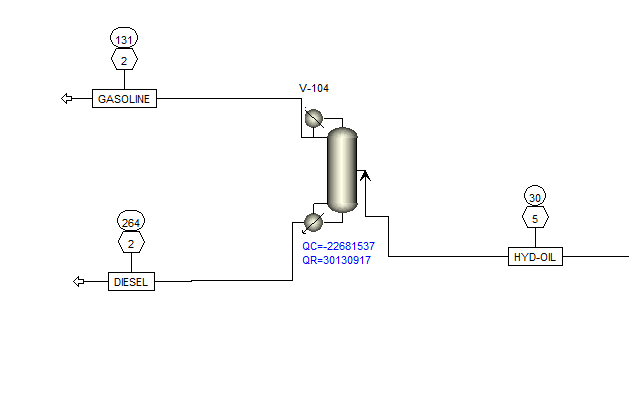 131
2
GASOLINE
V-104
30
5
HYD-OIL
264
2
DIESEL
QC=-22681537
QR=30130917